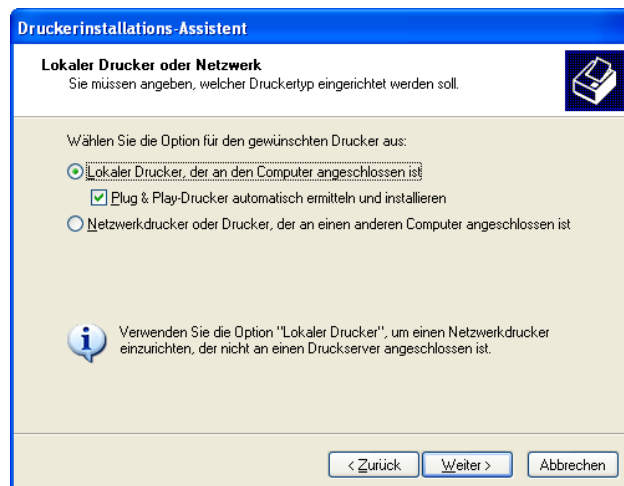 Druckerinstallations-Assistent
Lokaler Drucker oder Netzwerk
Sie müssen angeben, welcher Druckertyp eingerichtet werden soll.
Wählen Sie die Option für den gewünschten Drucker aus:
Lokaler Drucker, der an den Computer angeschlossen ist
Plug & Play-Drucker automatisch ermitteln und installieren
Netzwerkdrucker oder Drucker, der an einen anderen Computer angeschlossen ist
Verwenden Sie die Option "Lokaler Drucker", um einen Netzwerkdrucker
einzurichten, der nicht an einen Druckserver angeschlossen ist.
< Zurück Weiter > Abbrechen